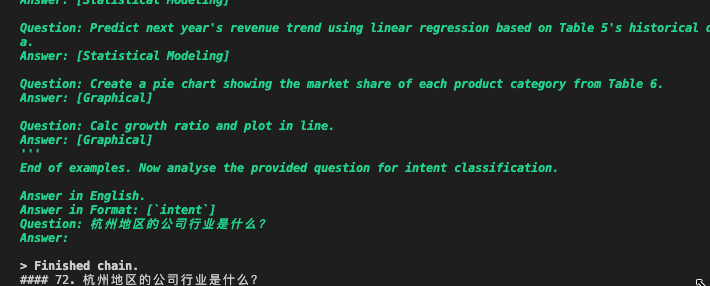 Answer: [Statistical Modeling]
Question: Predict next year's revenue trend using linear regression based on Table 5's historical
a.
Answer: [Statistical Modeling]
Question: Create a pie chart showing the market share of each product category from Table 6.
Answer: [Graphical]
Question: Calc growth ratio and plot in line.
Answer: [Graphical]
'''
End of examples. Now analyse the provided question for intent classification.
Answer in English.
Answer in Format: [`intent`]
Question: 杭州地区的公司行业是什么?
Answer:
> Finished chain.
#### 72. 杭州地区的公司行业是什么?